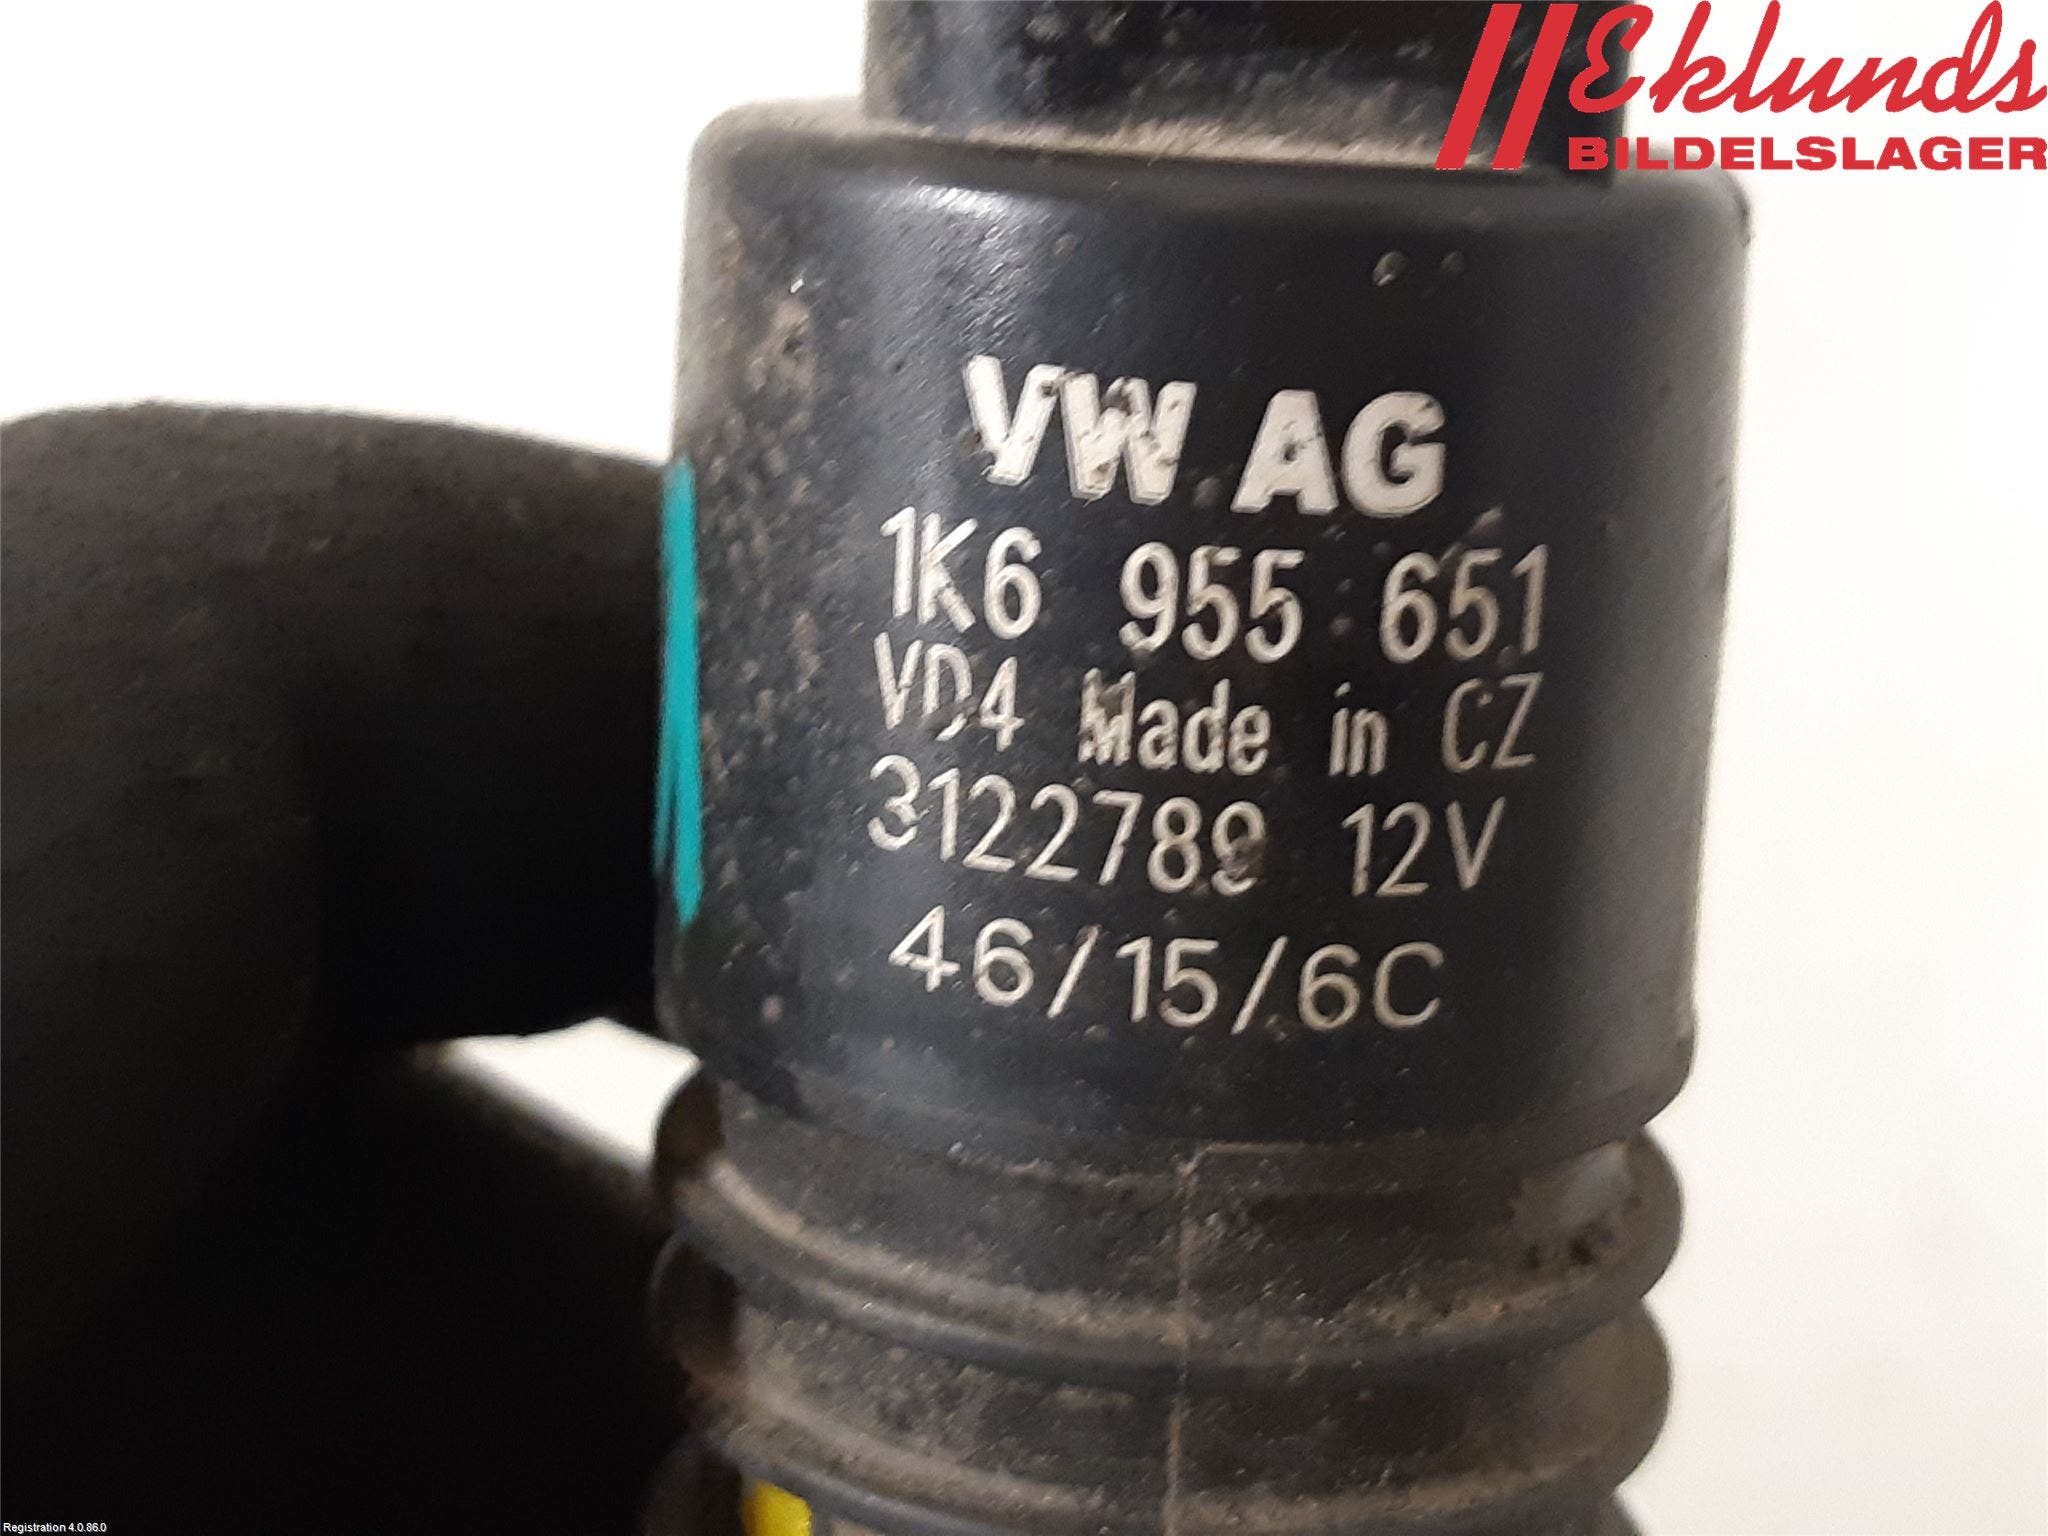 Eklunds
BILDELSLAGER
VW AG
1K6 955 651
VD4 Made in CZ
3122789 12V
46/15/6C
Registration 4.0.86.0